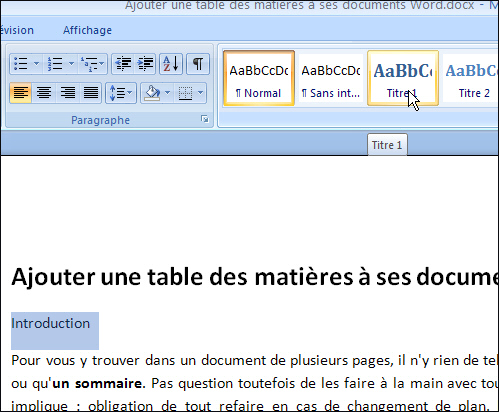 Ajouter une table des matières à ses documents Word.docx - M
évision Affichage
AaBbCcDc AaBbCcDc AaBbCc AaBbCc
¶ Normal ¶ Sans int... Titre 1 Titre 2
Paragraphe
Titre 1
Ajouter une table des matières à ses docume
Introduction
Pour vous y trouver dans un document de plusieurs pages, il n'y rien de tel
ou qu'un sommaire. Pas question toutefois de les faire à la main avec tou
implique : obligation de tout refaire en cas de changement de plan,